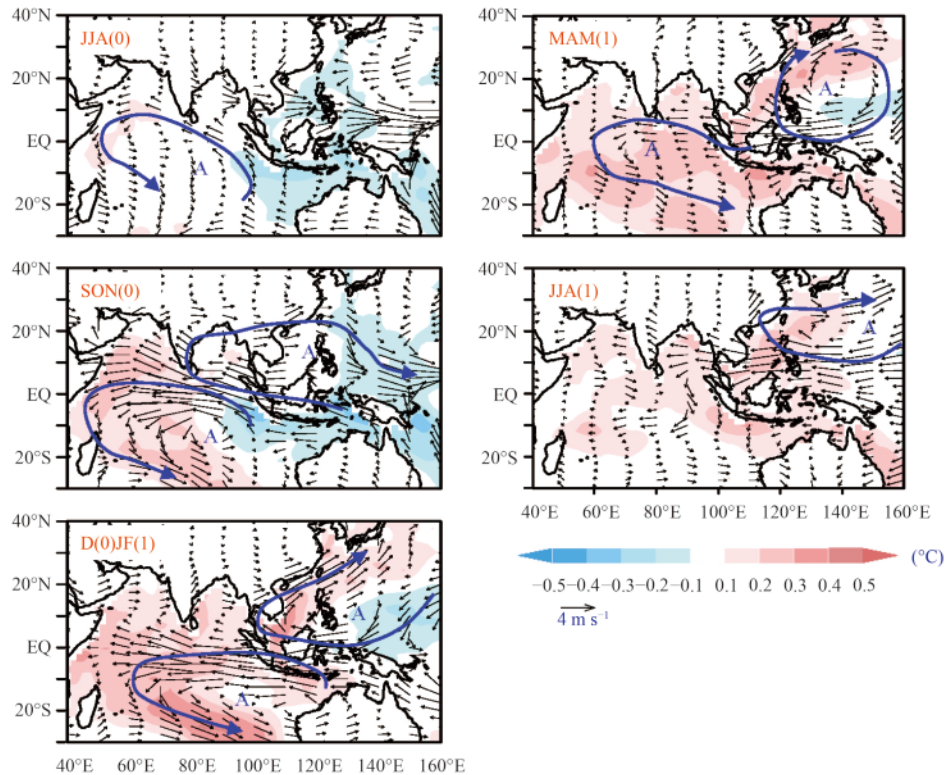 40°N
JJA(0)
20°N
EQ
A
20°S
40°N
MAM(1)
20°N
A
EQ
A
20°S
40°N
SON(0)
20°N
A
EQ
A
20°S
40°N
JJA(1)
20°N
A
EQ
20°S
40°E 60°E 80°E 100°E 120°E 140°E 160°E
40°N
D(0)JF(1)
20°N
A
EQ
A
20°S
40°E 60°E 80°E 100°E 120°E 140°E 160°E
(°C)
−0.5 −0.4 −0.3 −0.2 −0.1 0.1 0.2 0.3 0.4 0.5
4 m s⁻¹